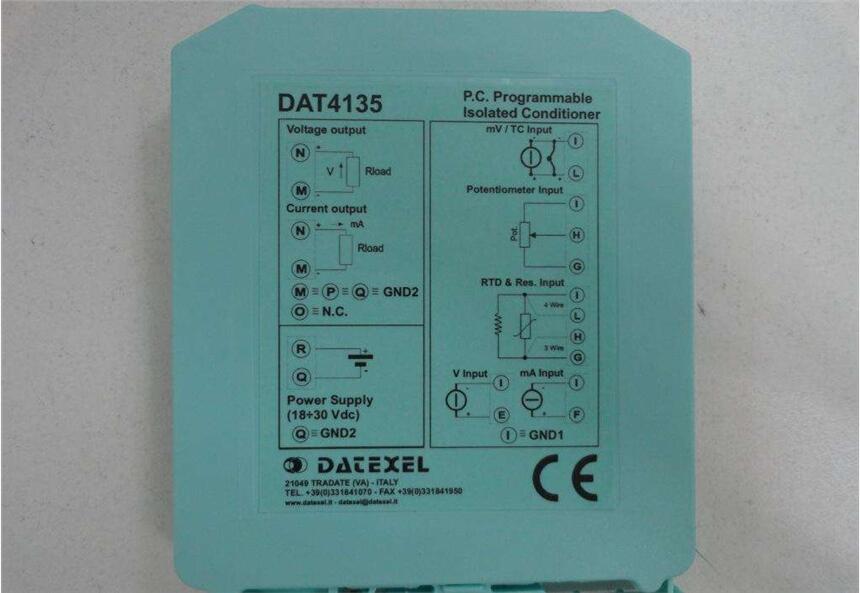 DAT4135
P.C. Programmable
Isolated Conditioner
Voltage output
N
+
V
Rload
M
-
Current output
N
+
mA
Rload
M
-
M ≡ P ≡ Q ≡ GND2
O ≡ N.C.
R
+
Q
-
Power Supply
(18÷30 Vdc)
Q ≡ GND2
mV / TC Input
I
L
Potentiometer Input
I
Pot.
H
G
RTD & Res. Input
I
4 Wire
L
H
3 Wire
G
V Input
-
I
+
E
mA Input
-
I
+
F
I ≡ GND1
DATEXEL
21049 TRADATE (VA) - ITALY
TEL. +39(0)331841070 - FAX +39(0)331841950
www.datexel.it - datexel@datexel.it
CE